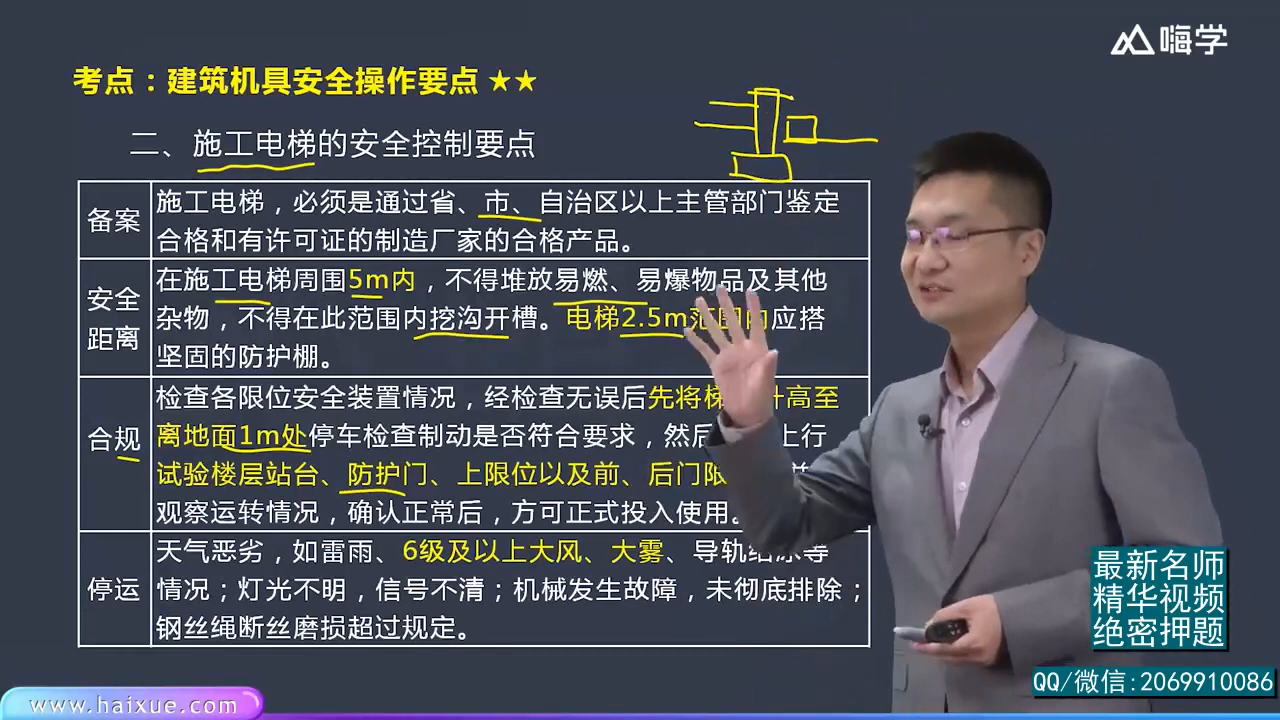 嗨学
考点：建筑机具安全操作要点★★
二、施工电梯的安全控制要点
备案
施工电梯，必须是通过省、市、自治区以上主管部门鉴定
合格和有许可证的制造厂家的合格产品。
安全
距离
在施工电梯周围5m内，不得堆放易燃、易爆物品及其他
杂物，不得在此范围内挖沟开槽。电梯2.5m范围内应搭
坚固的防护棚。
合规
检查各限位安全装置情况，经检查无误后先将梯 升高至
离地面1m处停车检查制动是否符合要求，然后 上行
试验楼层站台、防护门、上限位以及前、后门限
观察运转情况，确认正常后，方可正式投入使用。
停运
天气恶劣，如雷雨、6级及以上大风、大雾、导轨结冰等
情况；灯光不明，信号不清；机械发生故障，未彻底排除；
钢丝绳断丝磨损超过规定。
最新名师
精华视频
绝密押题
QQ/微信:2069910086
www.haixue.com